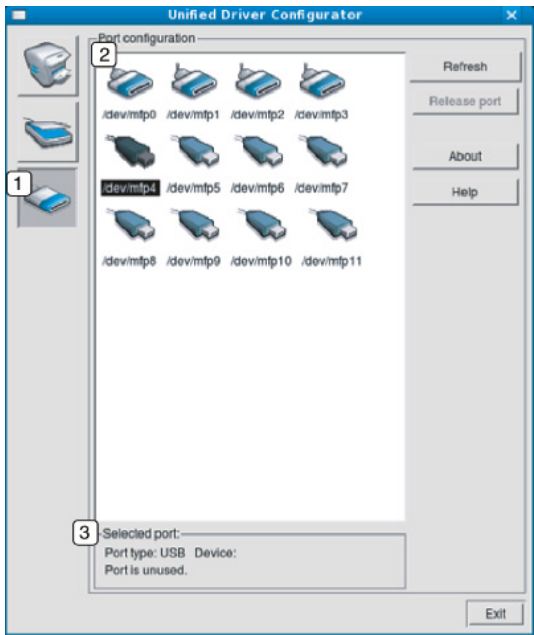 Unified Driver Configurator
Port configuration
2
Refresh
/dev/mfp0 /dev/mfp1 /dev/mfp2 /dev/mfp3
Release port
About
1
/dev/mfp4 /dev/mfp5 /dev/mfp6 /dev/mfp7
Help
/dev/mfp8 /dev/mfp9 /dev/mfp10 /dev/mfp11
3
Selected port:
Port type: USB Device:
Port is unused.
Exit